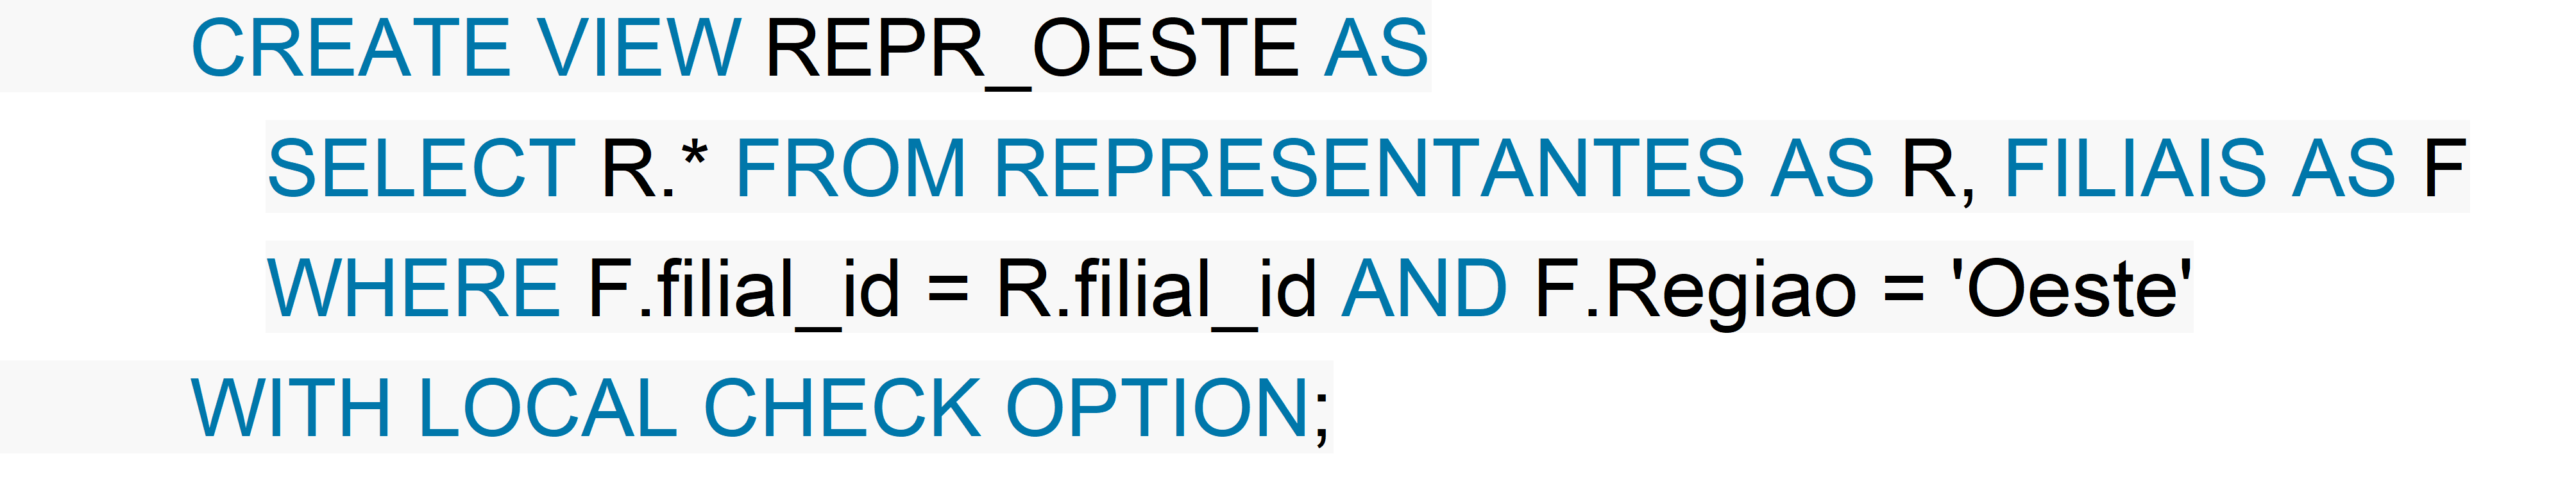 CREATE VIEW REPR_OESTE AS
SELECT R.* FROM REPRESENTANTES AS R, FILIAIS AS F
WHERE F.filial_id = R.filial_id AND F.Regiao = 'Oeste'
WITH LOCAL CHECK OPTION;